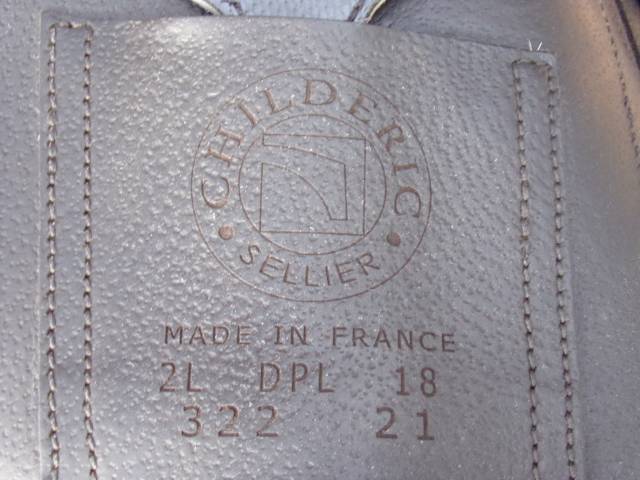 CHILDERIC
SELLIER
MADE IN FRANCE
2L DPL 18
322 21